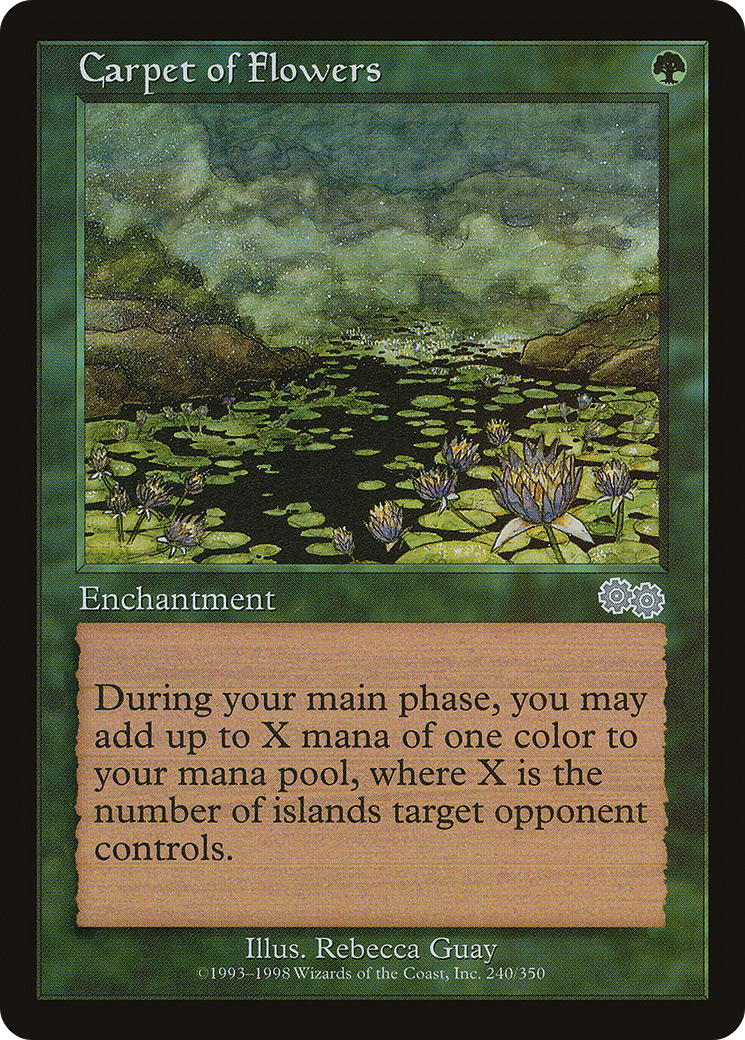 Carpet of Flowers
Enchantment
During your main phase, you may
add up to X mana of one color to
your mana pool, where X is the
number of islands target opponent
controls.
Illus. Rebecca Guay
©1993–1998 Wizards of the Coast, Inc. 240/350